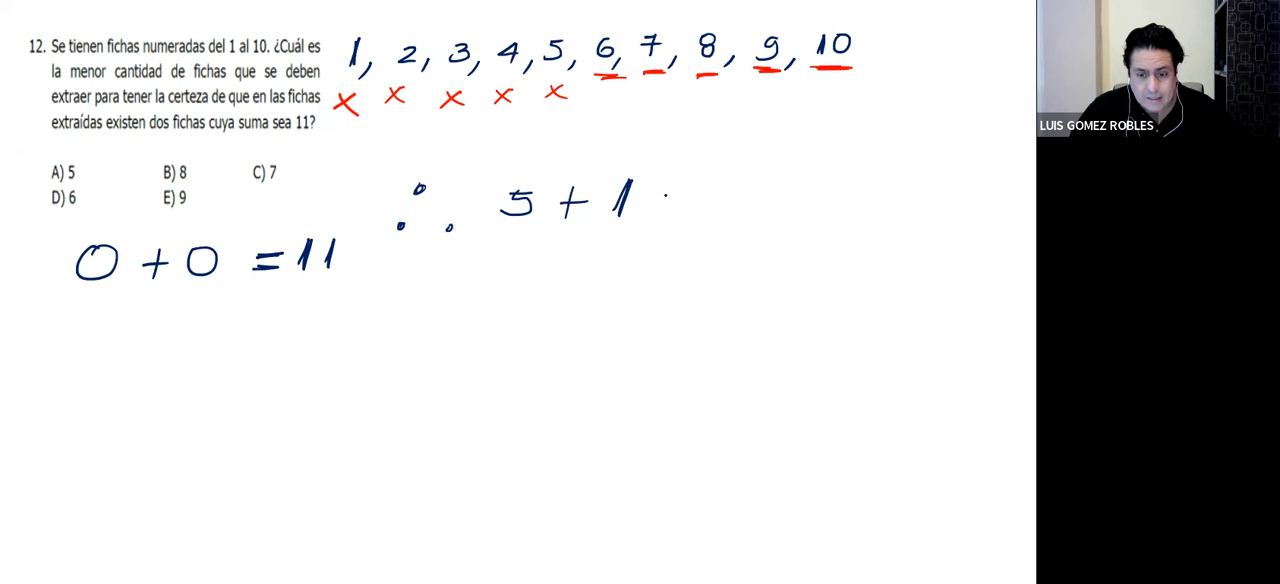 12. Se tienen fichas numeradas del 1 al 10. ¿Cuál es
la menor cantidad de fichas que se deben
extraer para tener la certeza de que en las fichas
extraídas existen dos fichas cuya suma sea 11?
A) 5 B) 8 C) 7
D) 6 E) 9
1, 2, 3, 4, 5, 6, 7, 8, 9, 10
x x x x x
∴ 5 + 1
0 + 0 = 11
LUIS GOMEZ ROBLES